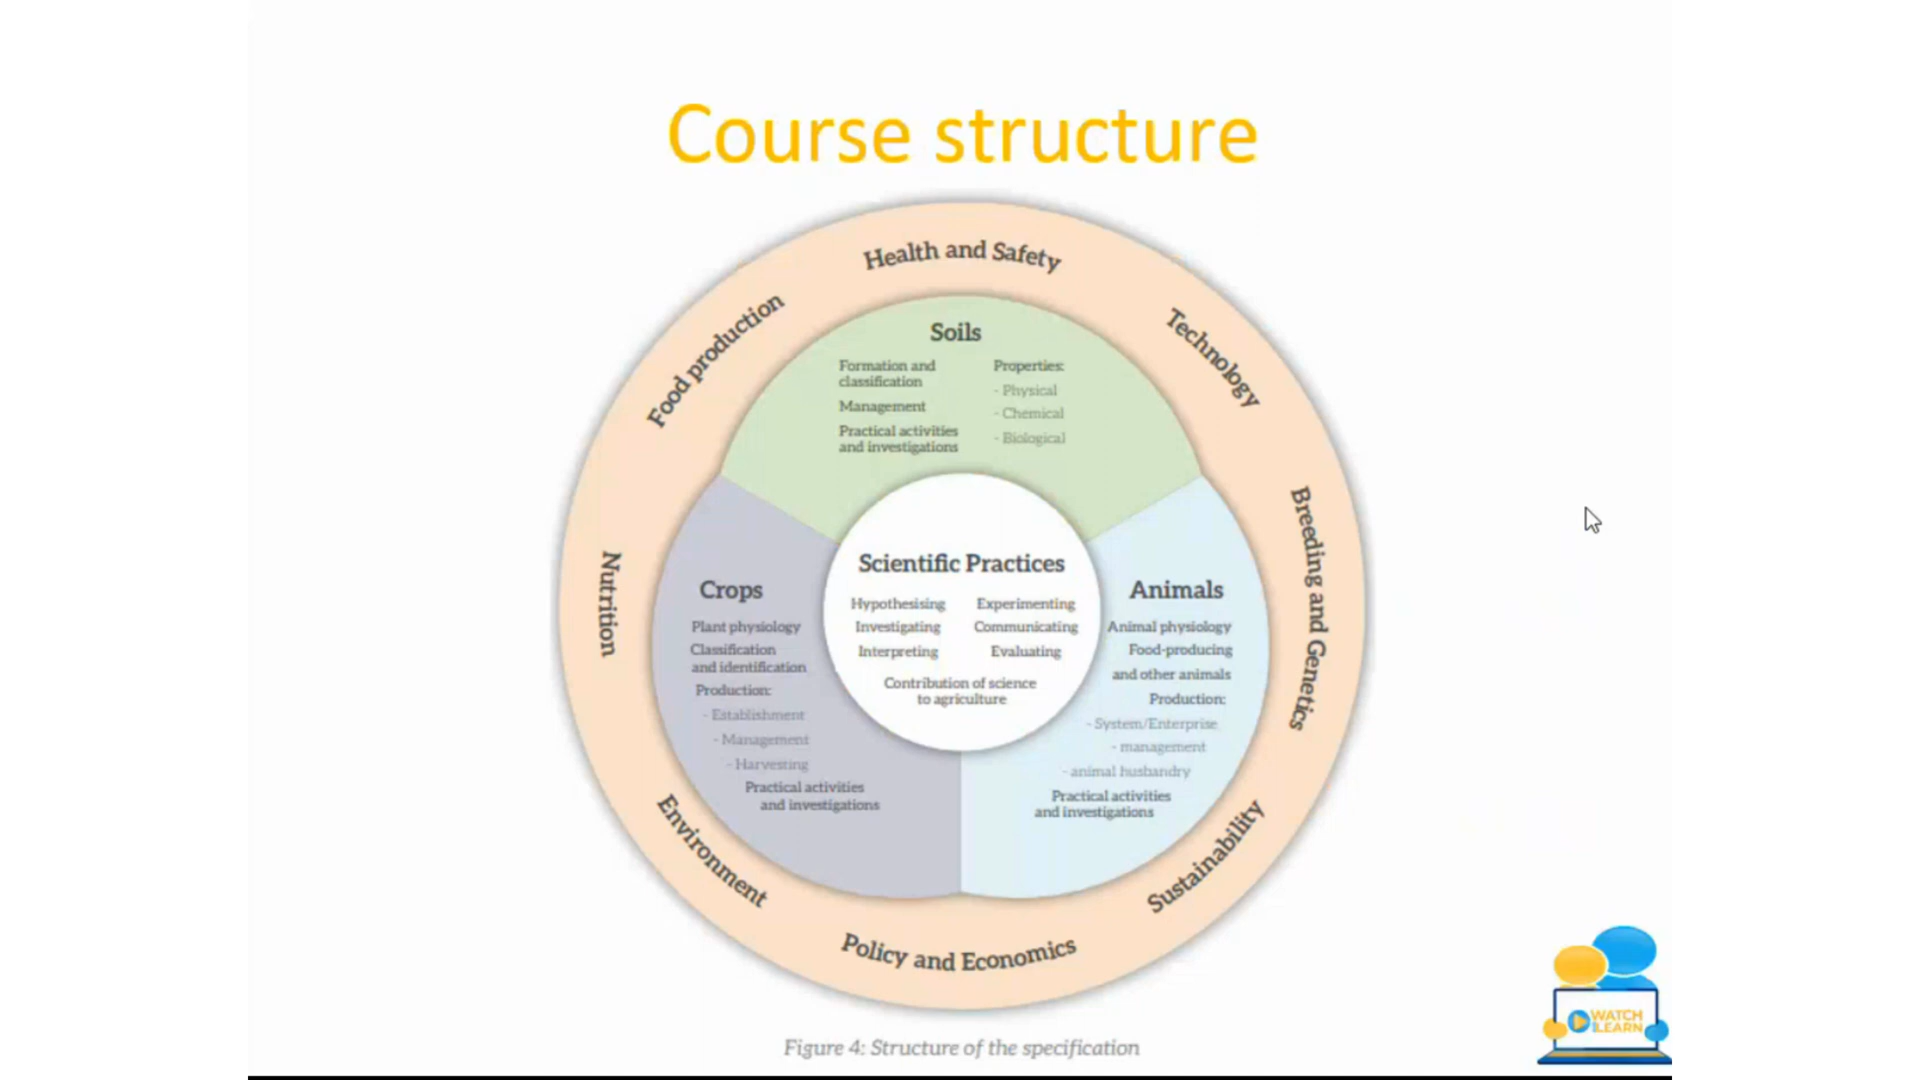 Course structure
Health and Safety
Food production
Technology
Breeding and Genetics
Nutrition
Environment
Sustainability
Policy and Economics
Soils
Formation and
classification
Management
Practical activities
and investigations
Properties:
- Physical
- Chemical
- Biological
Scientific Practices
Hypothesising Experimenting
Investigating Communicating
Interpreting Evaluating
Contribution of science
to agriculture
Crops
Plant physiology
Classification
and identification
Production:
- Establishment
- Management
- Harvesting
Practical activities
and investigations
Animals
Animal physiology
Food-producing
and other animals
Production:
- System/Enterprise
- management
- animal husbandry
Practical activities
and investigations
Figure 4: Structure of the specification
WATCH
LEARN